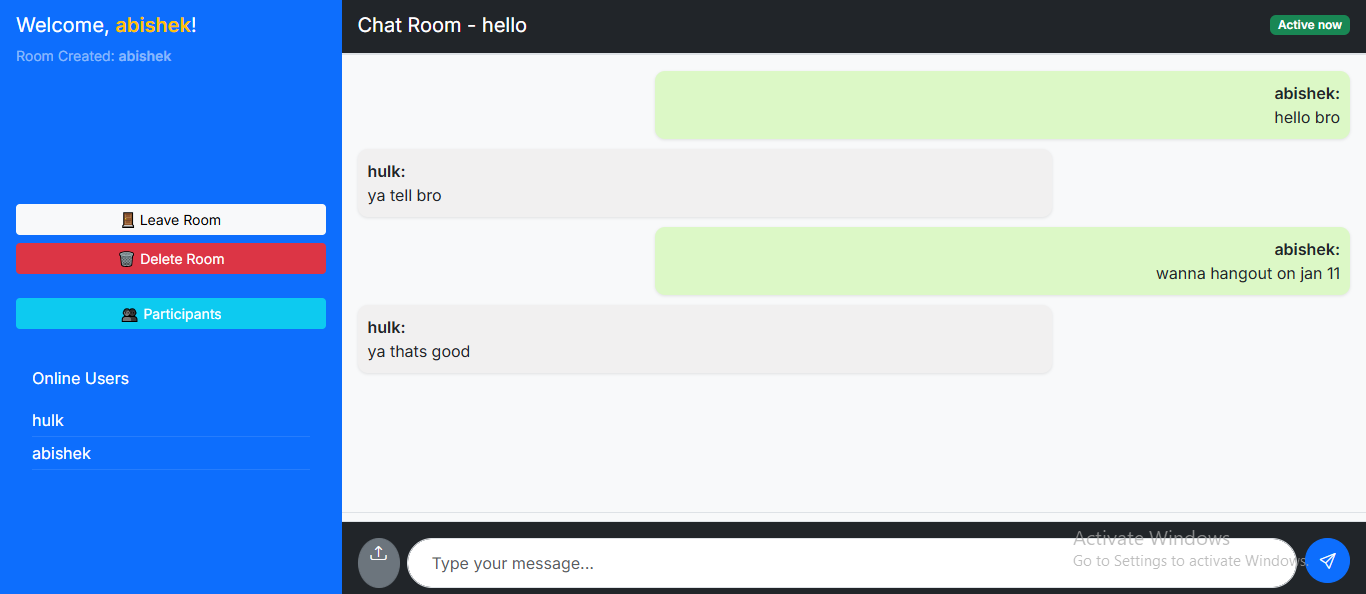 Welcome, abishek!
Room Created: abishek
Leave Room
Delete Room
Participants
Online Users
hulk
abishek
Chat Room - hello
Active now
abishek:
hello bro
hulk:
ya tell bro
abishek:
wanna hangout on jan 11
hulk:
ya thats good
Type your message...
Activate Windows
Go to Settings to activate Windows.